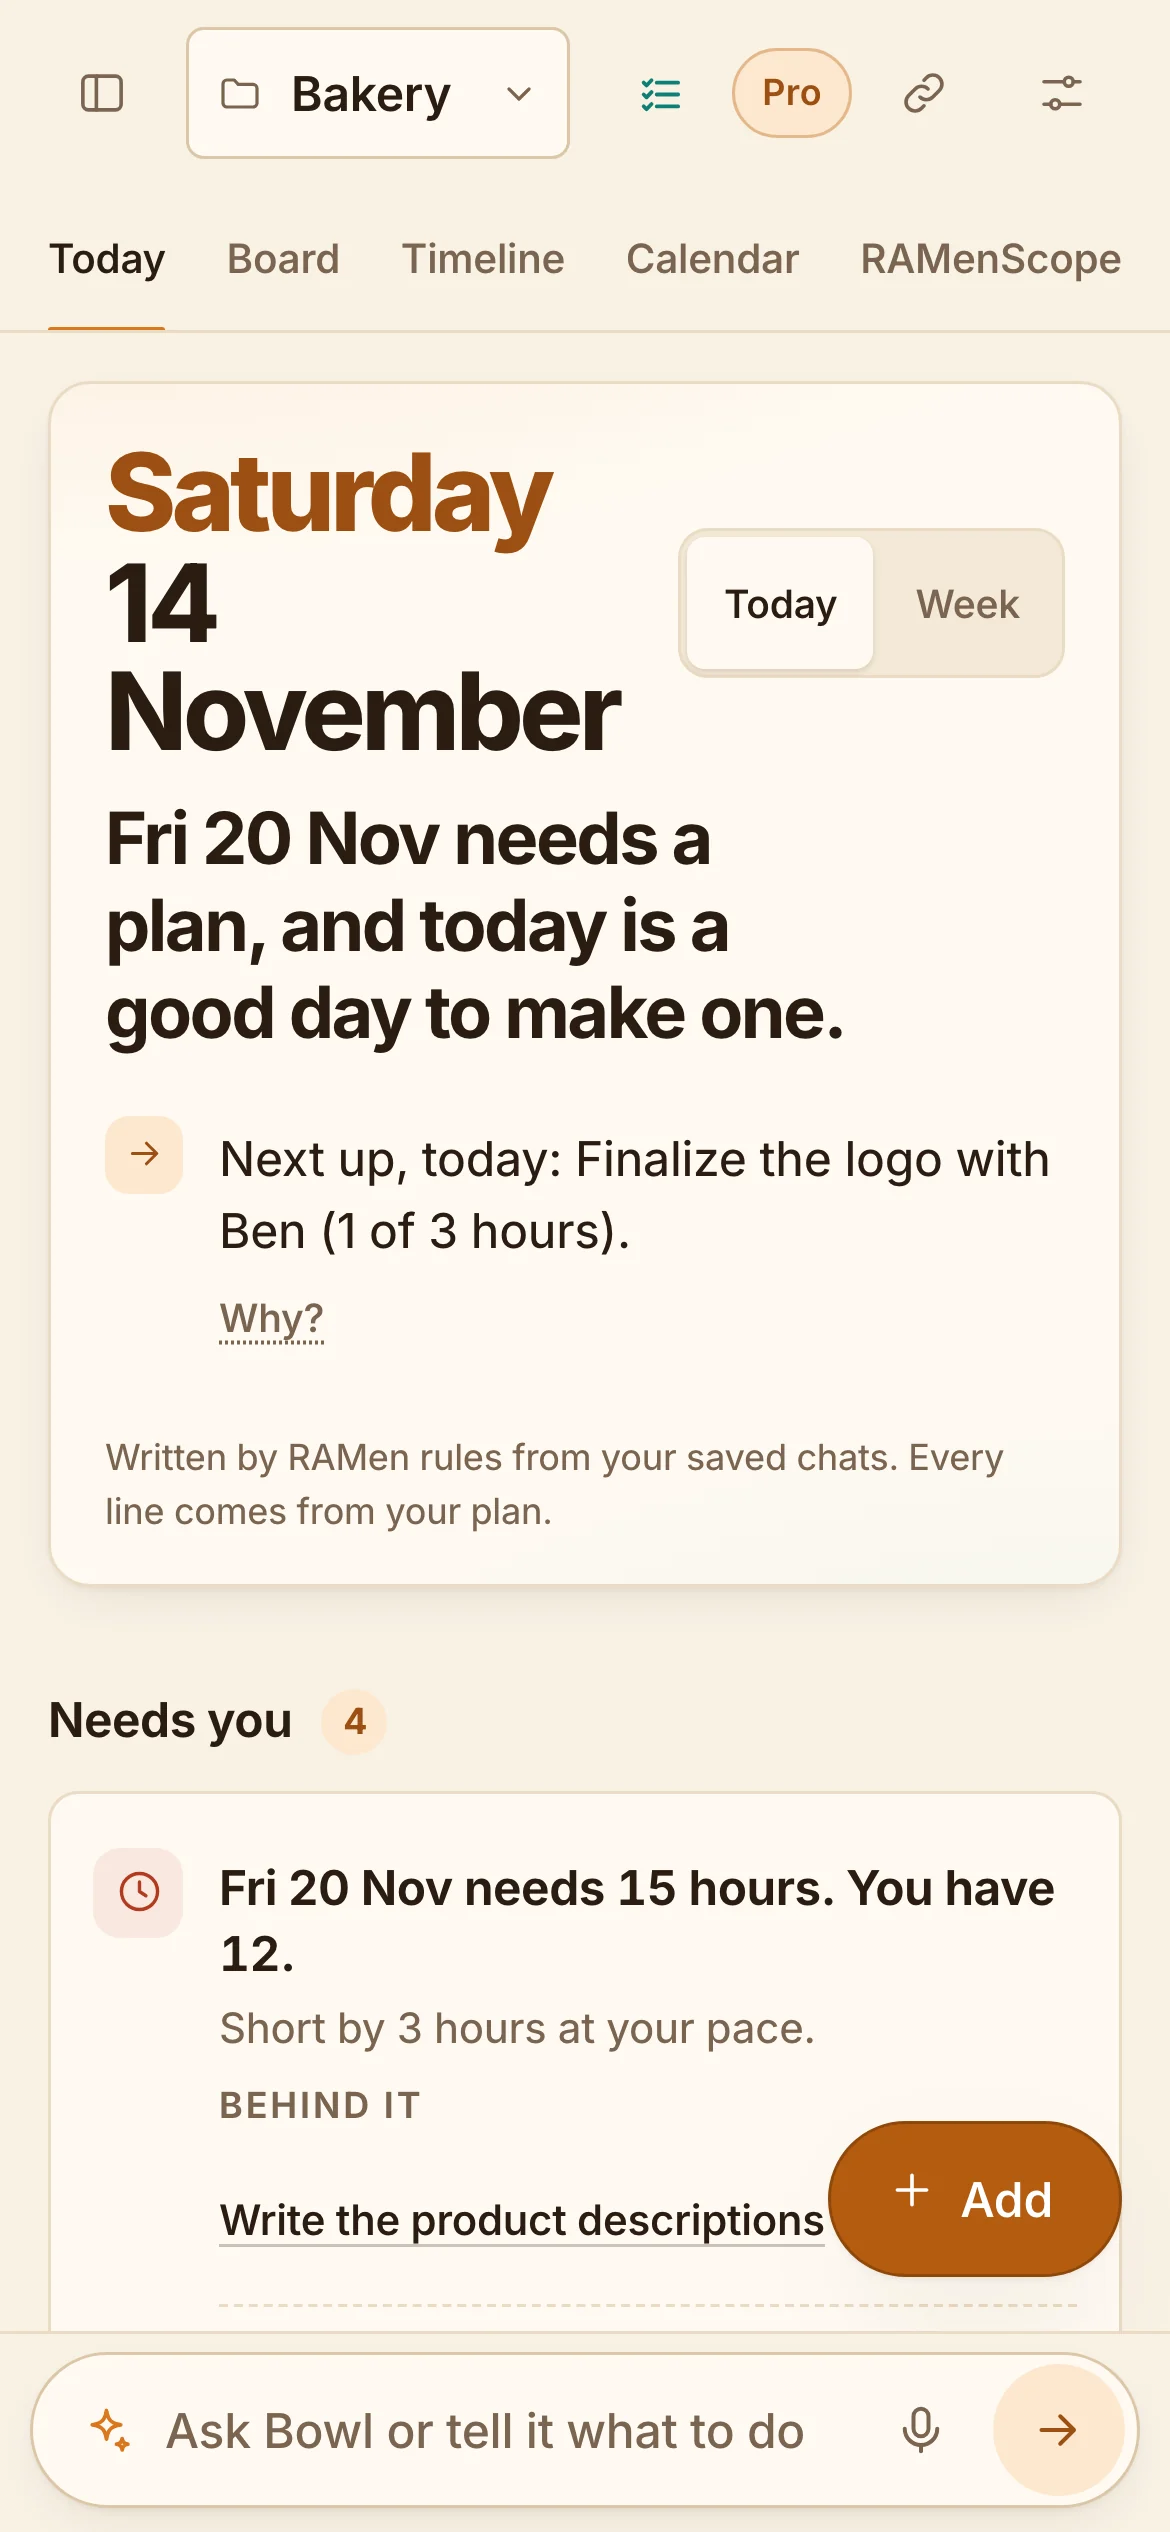 Bakery
Pro
Today Board Timeline Calendar RAMenScope
Saturday
14
November
Today Week
Fri 20 Nov needs a
plan, and today is a
good day to make one.
Next up, today: Finalize the logo with
Ben (1 of 3 hours).
Why?
Written by RAMen rules from your saved chats. Every
line comes from your plan.
Needs you 4
Fri 20 Nov needs 15 hours. You have
12.
Short by 3 hours at your pace.
BEHIND IT
Write the product descriptions
Add
Ask Bowl or tell it what to do